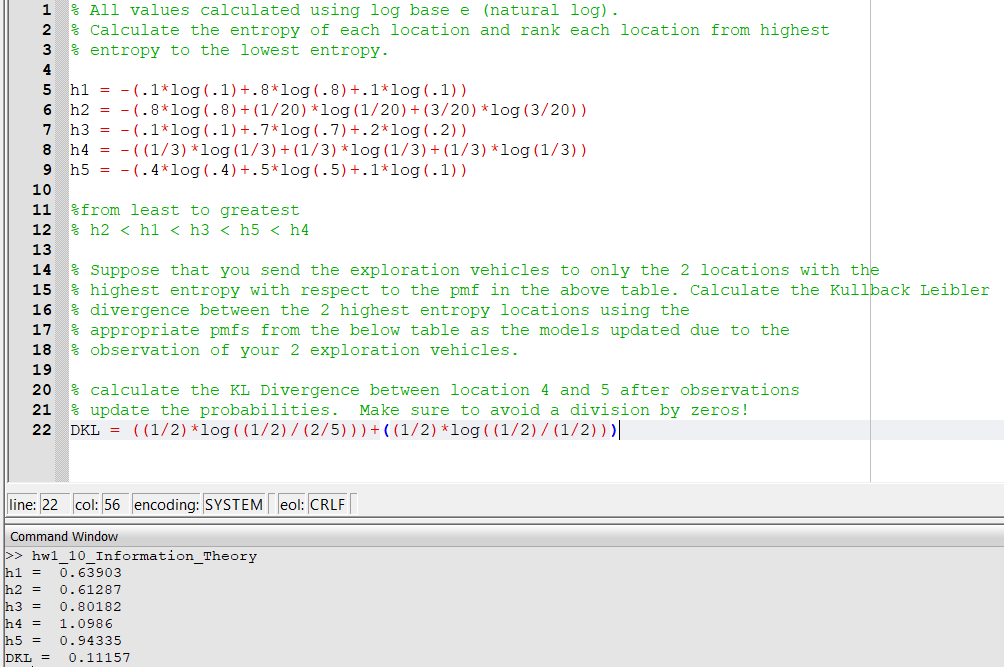 1 % All values calculated using log base e (natural log).
2 % Calculate the entropy of each location and rank each location from highest
3 % entropy to the lowest entropy.
4
5 h1 = -(.1*log(.1)+.8*log(.8)+.1*log(.1))
6 h2 = -(.8*log(.8)+(1/20)*log(1/20)+(3/20)*log(3/20))
7 h3 = -(.1*log(.1)+.7*log(.7)+.2*log(.2))
8 h4 = -((1/3)*log(1/3)+(1/3)*log(1/3)+(1/3)*log(1/3))
9 h5 = -(.4*log(.4)+.5*log(.5)+.1*log(.1))
10
11 %from least to greatest
12 % h2 < h1 < h3 < h5 < h4
13
14 % Suppose that you send the exploration vehicles to only the 2 locations with the
15 % highest entropy with respect to the pmf in the above table. Calculate the Kullback Leibler
16 % divergence between the 2 highest entropy locations using the
17 % appropriate pmfs from the below table as the models updated due to the
18 % observation of your 2 exploration vehicles.
19
20 % calculate the KL Divergence between location 4 and 5 after observations
21 % update the probabilities.  Make sure to avoid a division by zeros!
22 DKL = ((1/2)*log((1/2)/(2/5)))+((1/2)*log((1/2)/(1/2)))
line: 22 col: 56 encoding: SYSTEM eol: CRLF
Command Window
>> hw1_10_Information_Theory
h1 =  0.63903
h2 =  0.61287
h3 =  0.80182
h4 =  1.0986
h5 =  0.94335
DKL =  0.11157